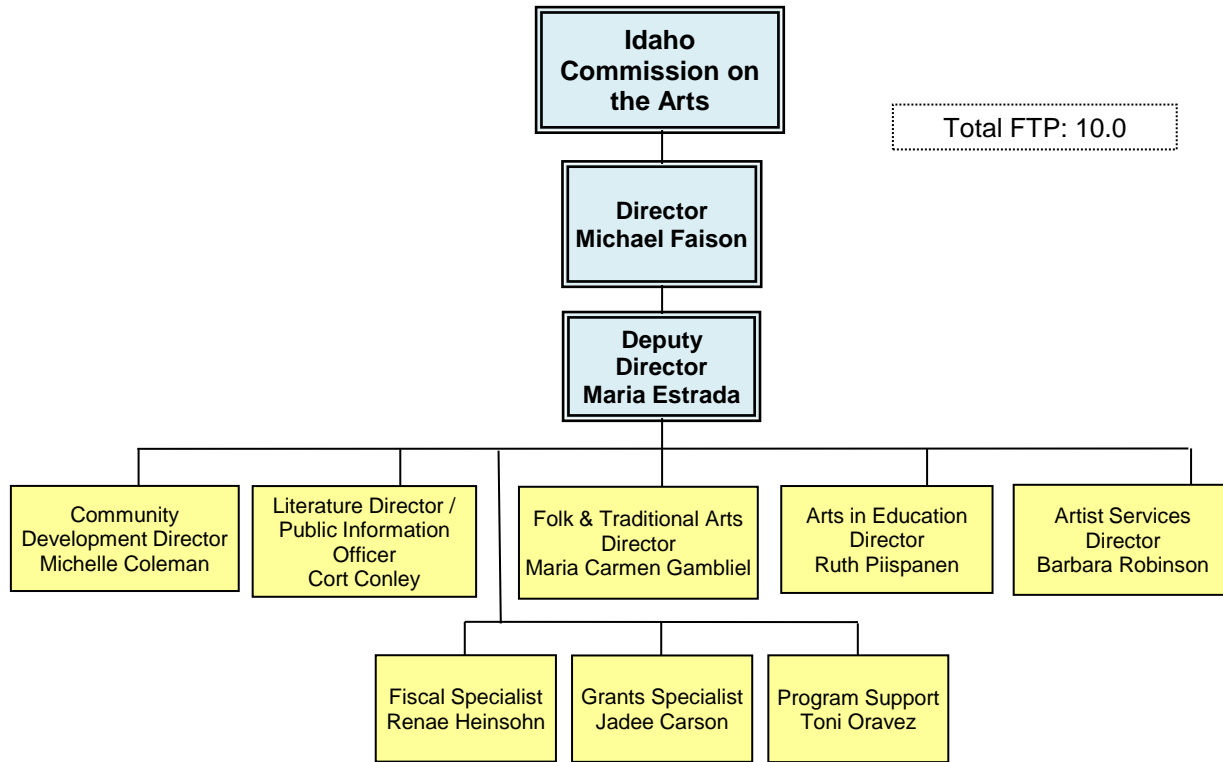 Idaho
Commission on
the Arts
Total FTP: 10.0
Director
Michael Faison
Deputy
Director
Maria Estrada
Community
Development Director
Michelle Coleman
Literature Director /
Public Information
Officer
Cort Conley
Folk & Traditional Arts
Director
Maria Carmen Gambliel
Arts in Education
Director
Ruth Piispanen
Artist Services
Director
Barbara Robinson
Fiscal Specialist
Renae Heinsohn
Grants Specialist
Jadee Carson
Program Support
Toni Oravez